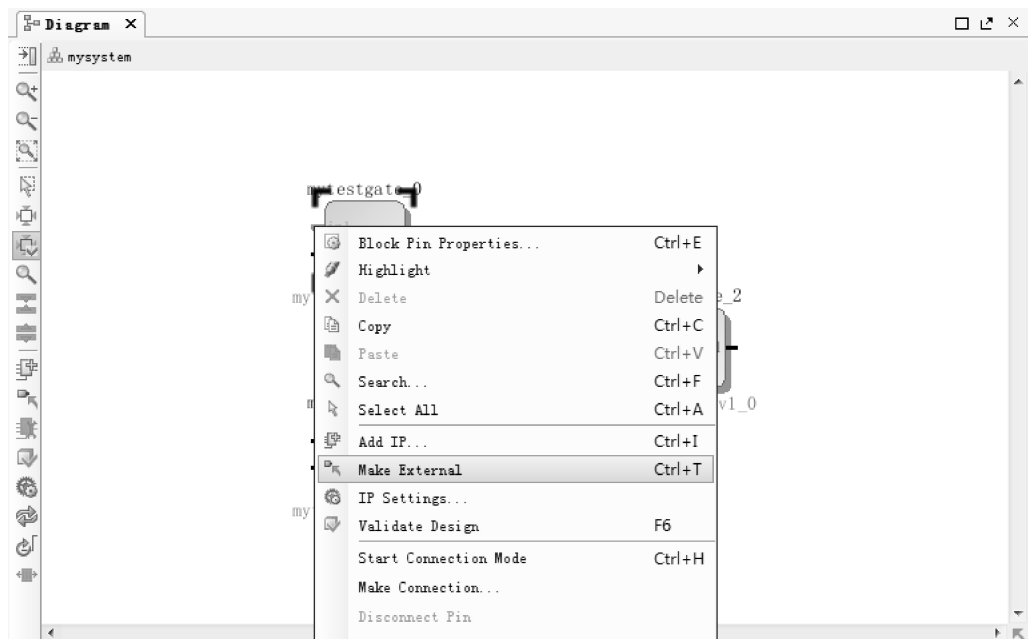 Diagram
mysystem
mytestgate_0
Block Pin Properties... Ctrl+E
Highlight
my
Delete Delete
e_2
Copy Ctrl+C
Paste Ctrl+V
Search... Ctrl+F
Select All Ctrl+A
v1_0
Add IP... Ctrl+I
Make External Ctrl+T
IP Settings...
my
Validate Design F6
Start Connection Mode Ctrl+H
Make Connection...
Disconnect Pin